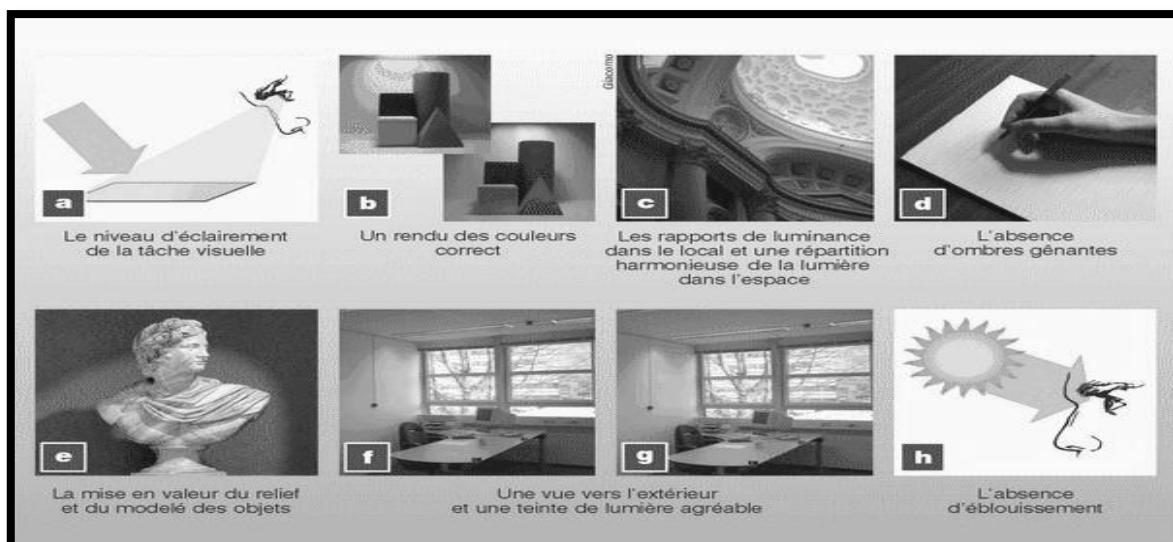 Giacomo
a
b
c
d
Le niveau d'éclairement
de la tâche visuelle
Un rendu des couleurs
correct
Les rapports de luminance
dans le local et une répartition
harmonieuse de la lumière
dans l'espace
L'absence
d'ombres gênantes
e
f
g
h
La mise en valeur du relief
et du modelé des objets
Une vue vers l'extérieur
et une teinte de lumière agréable
L'absence
d'éblouissement